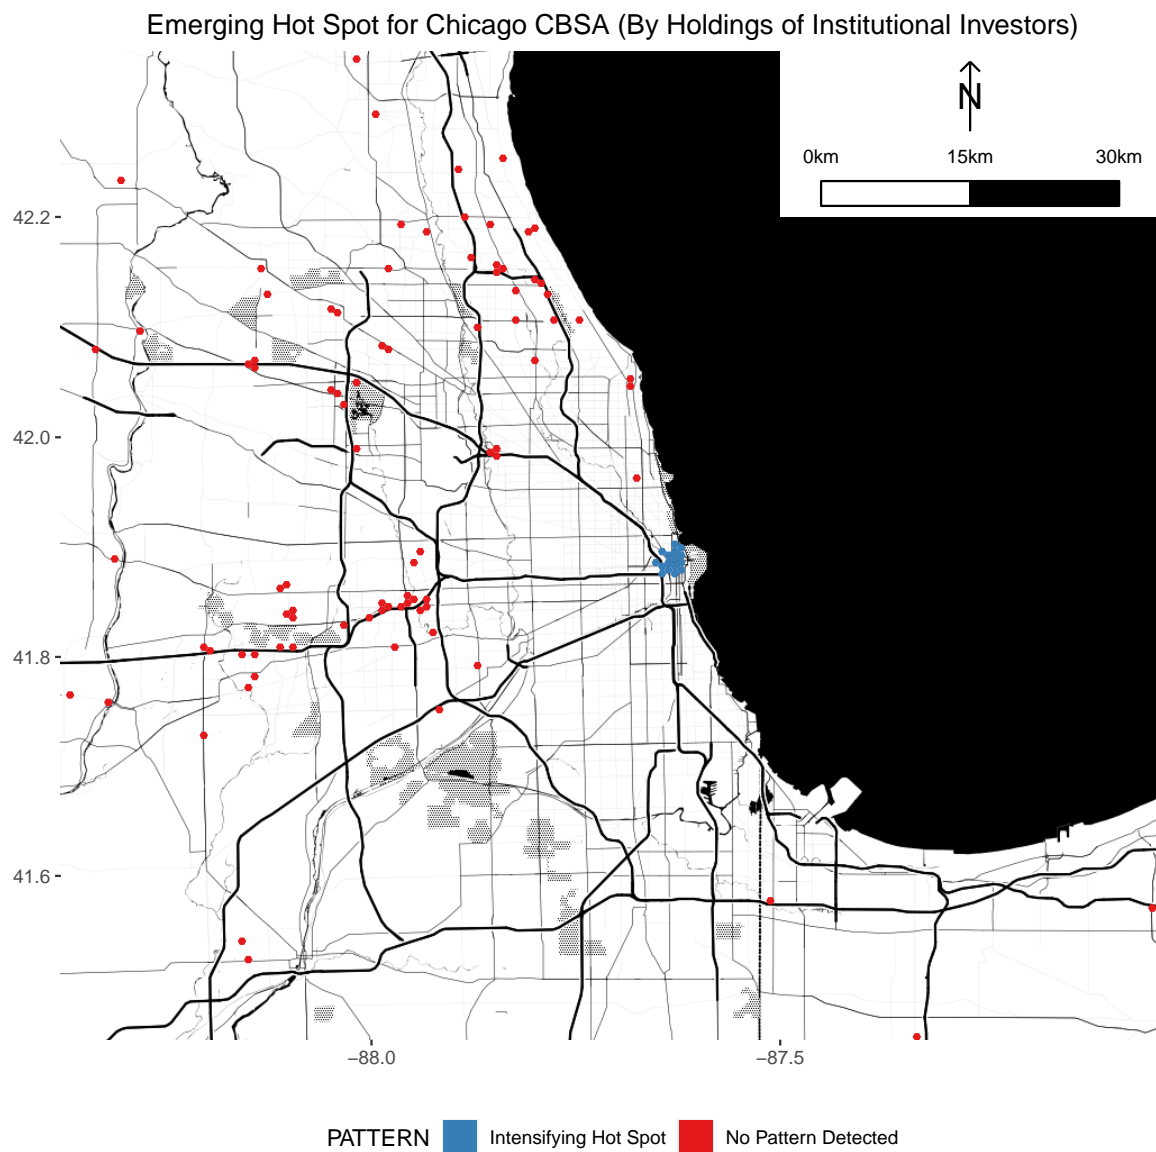 Emerging Hot Spot for Chicago CBSA (By Holdings of Institutional Investors)
N
0km 15km 30km
42.2
42.0
41.8
41.6
−88.0 −87.5
PATTERN Intensifying Hot Spot No Pattern Detected